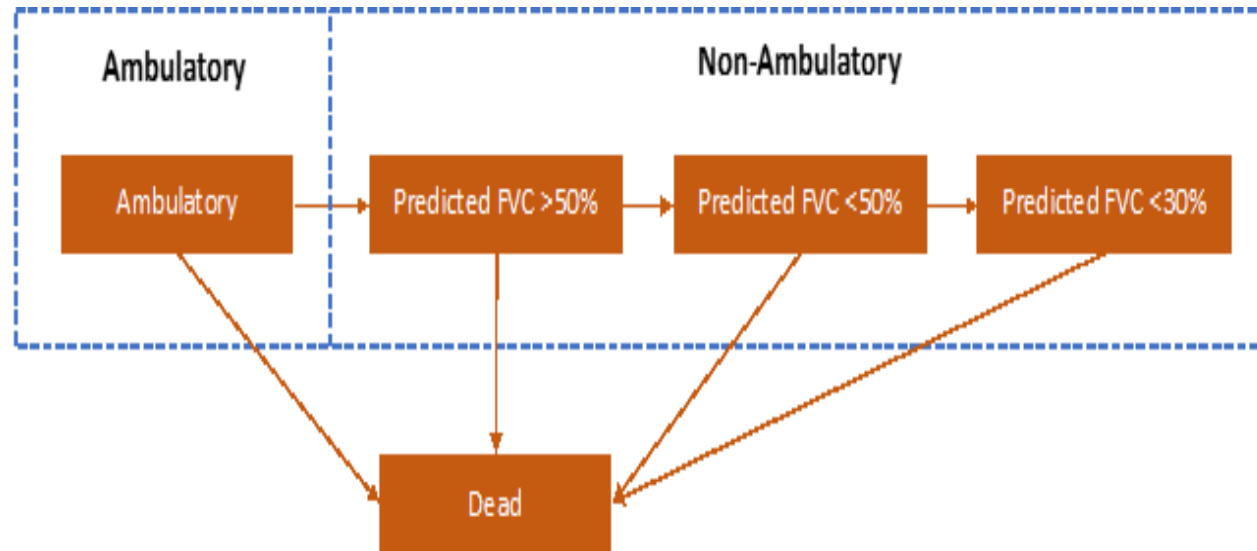 Ambulatory
Non-Ambulatory
Ambulatory
Predicted FVC >50%
Predicted FVC <50%
Predicted FVC <30%
Dead